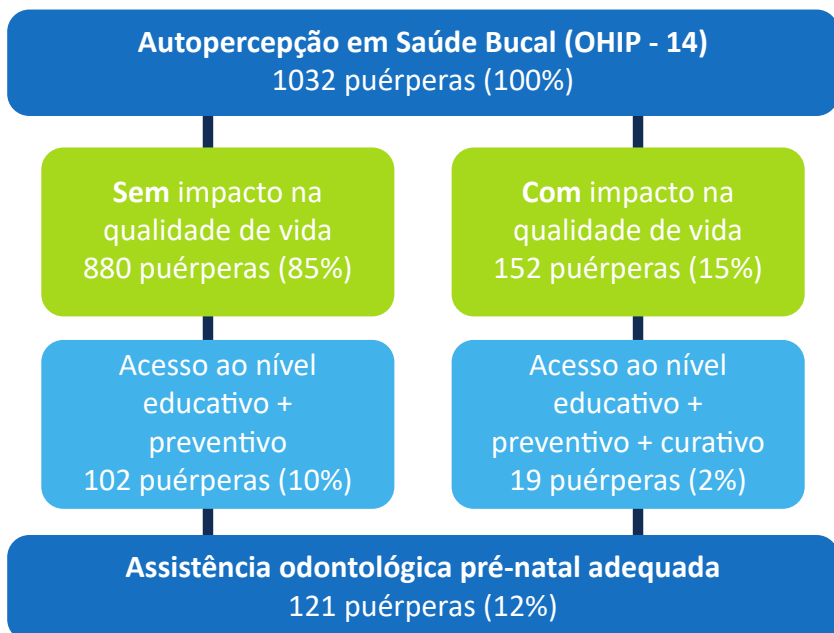 Autopercepção em Saúde Bucal (OHIP - 14)
1032 puérperas (100%)
Sem impacto na
qualidade de vida
880 puérperas (85%)
Com impacto na
qualidade de vida
152 puérperas (15%)
Acesso ao nível
educativo +
preventivo
102 puérperas (10%)
Acesso ao nível
educativo +
preventivo + curativo
19 puérperas (2%)
Assistência odontológica pré-natal adequada
121 puérperas (12%)